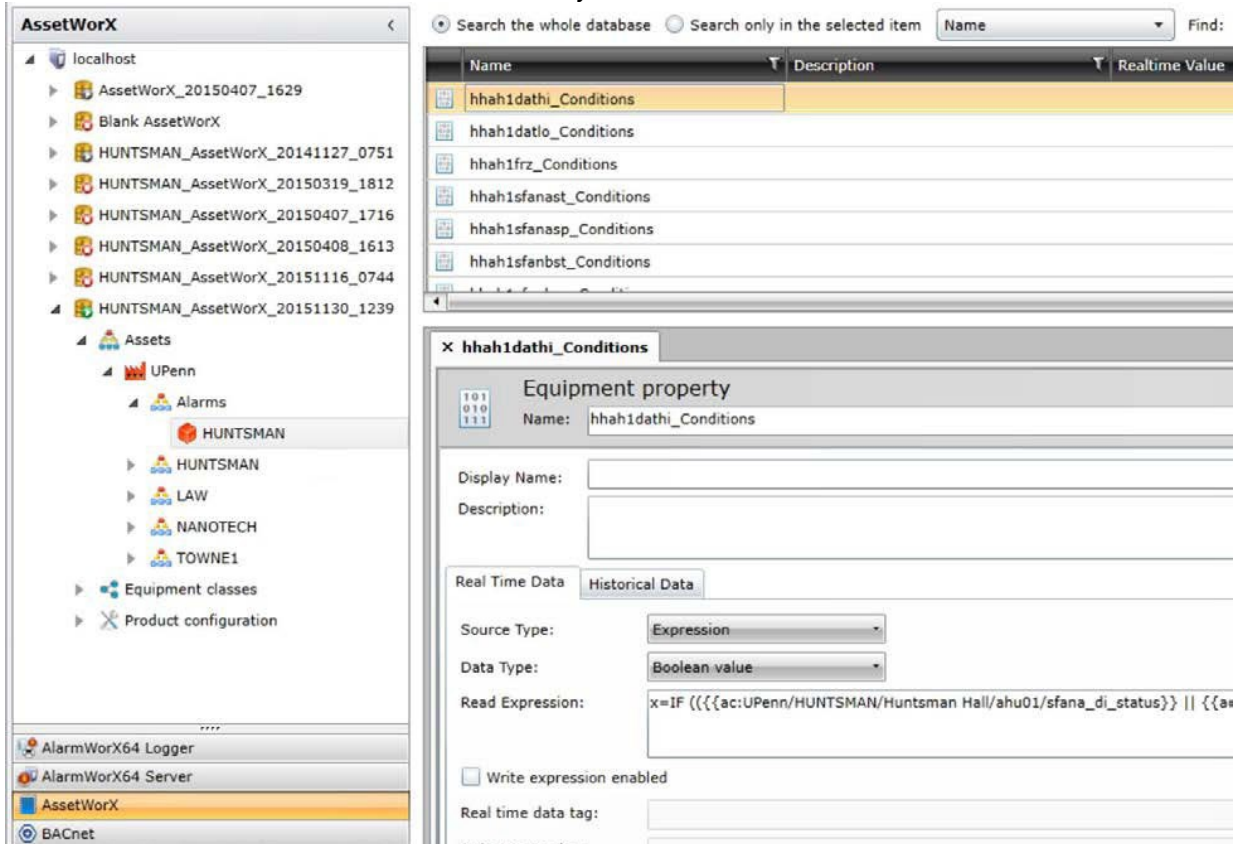 AssetWorX
localhost
AssetWorX_20150407_1629
Blank AssetWorX
HUNTSMAN_AssetWorX_20141127_0751
HUNTSMAN_AssetWorX_20150319_1812
HUNTSMAN_AssetWorX_20150407_1716
HUNTSMAN_AssetWorX_20150408_1613
HUNTSMAN_AssetWorX_20151116_0744
HUNTSMAN_AssetWorX_20151130_1239
Assets
UPenn
Alarms
HUNTSMAN
HUNTSMAN
LAW
NANOTECH
TOWNE1
Equipment classes
Product configuration
AlarmWorX64 Logger
AlarmWorX64 Server
AssetWorX
BACnet
Search the whole database Search only in the selected item Name Find:
Name Description Realtime Value
hhah1dathi_Conditions
hhah1datlo_Conditions
hhah1frz_Conditions
hhah1sfanast_Conditions
hhah1sfanasp_Conditions
hhah1sfanbst_Conditions
× hhah1dathi_Conditions
Equipment property
Name: hhah1dathi_Conditions
Display Name:
Description:
Real Time Data Historical Data
Source Type: Expression
Data Type: Boolean value
Read Expression: x=IF (({{ac:UPenn/HUNTSMAN/Huntsman Hall/ahu01/sfana_di_status}} || {{a
Write expression enabled
Real time data tag: